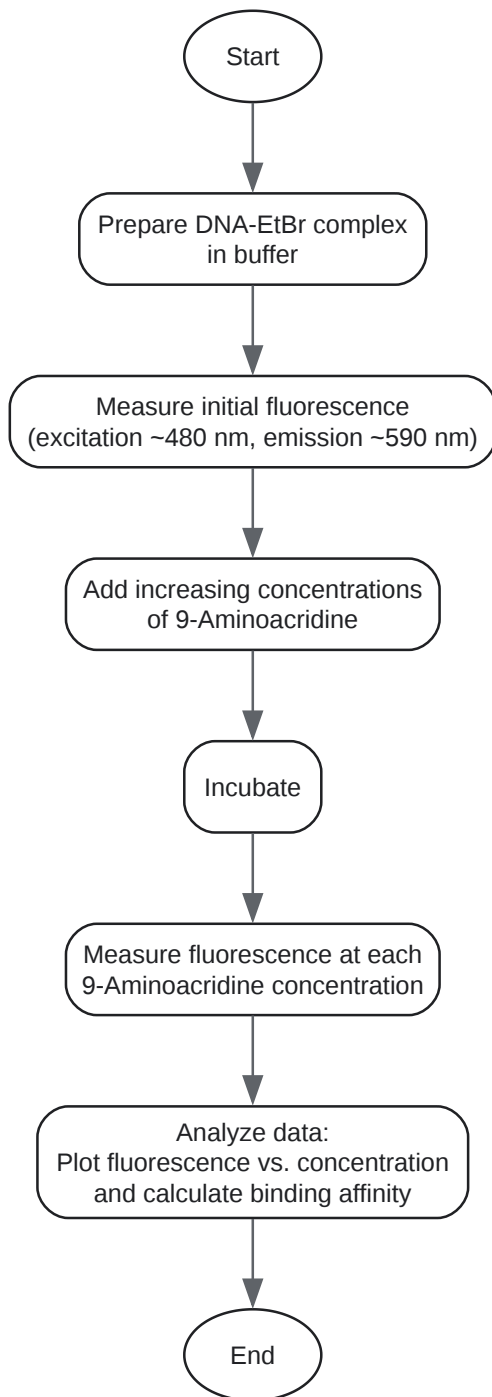 Start
Prepare DNA-EtBr complex
in buffer
Measure initial fluorescence
(excitation ~480 nm, emission ~590 nm)
Add increasing concentrations
of 9-Aminoacridine
Incubate
Measure fluorescence at each
9-Aminoacridine concentration
Analyze data:
Plot fluorescence vs. concentration
and calculate binding affinity
End